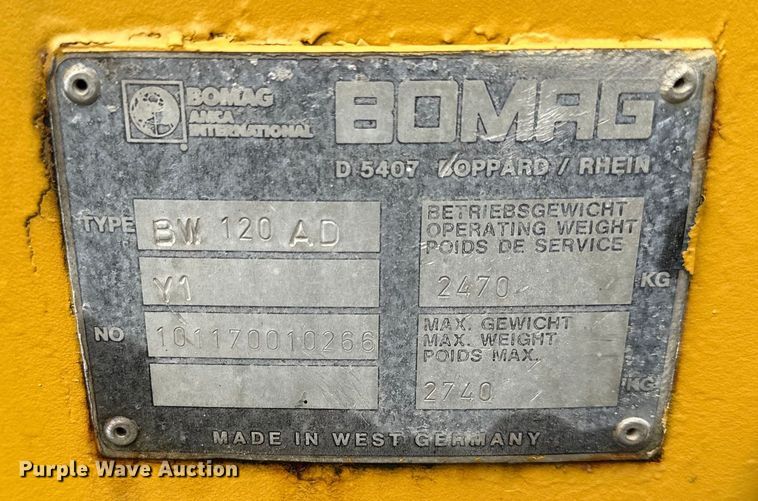 BOMAG
ANCA
INTERNATIONAL
BOMAG
D 5407 BOPPARD / RHEIN
TYPE BW 120 AD
Y1
NO 101170010266
BETRIEBSGEWICHT
OPERATING WEIGHT
POIDS DE SERVICE
2470 KG
MAX. GEWICHT
MAX. WEIGHT
POIDS MAX.
2740 KG
MADE IN WEST GERMANY
Purple Wave Auction